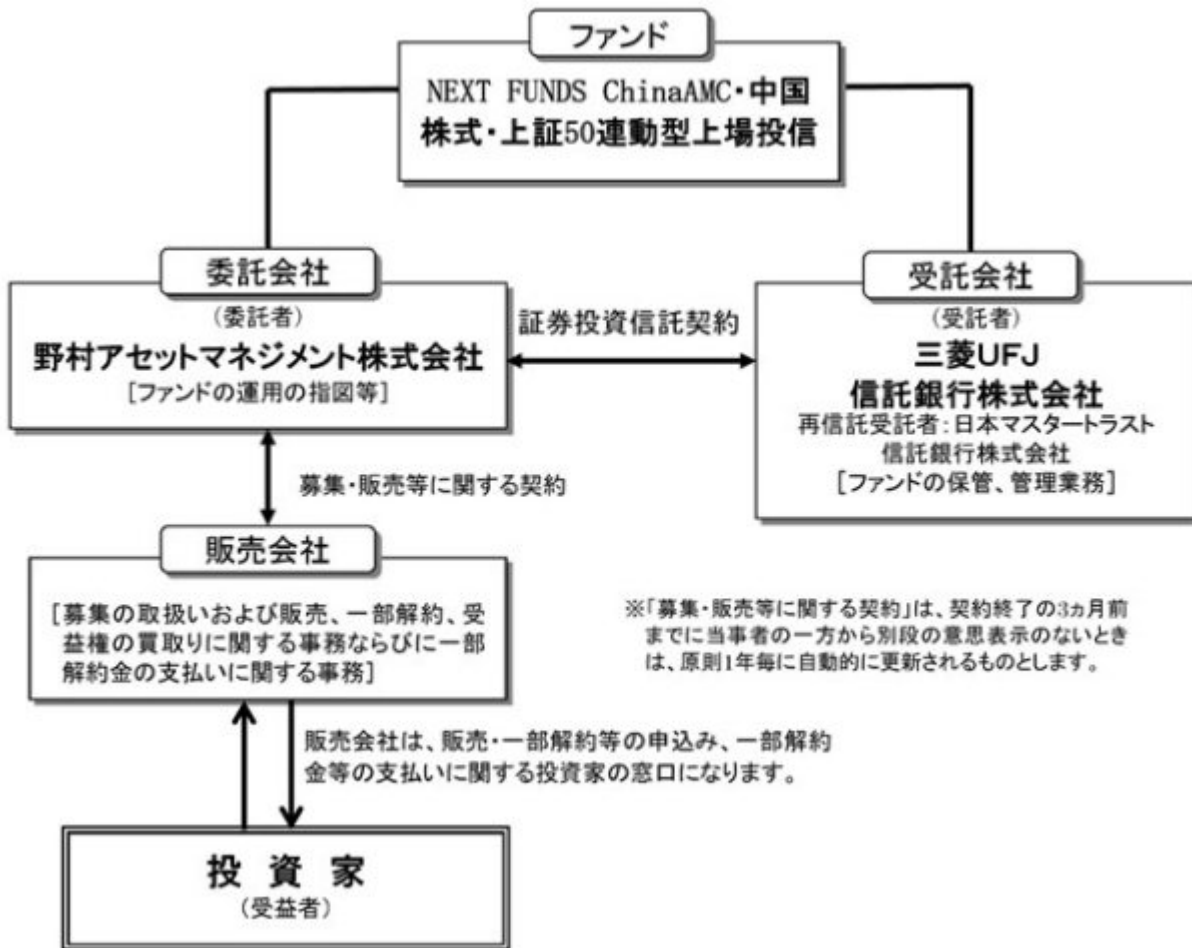 ファンド
NEXT FUNDS ChinaAMC・中国
株式・上証50連動型上場投信
委託会社
(委託者)
野村アセットマネジメント株式会社
[ファンドの運用の指図等]
証券投資信託契約
受託会社
(受託者)
三菱UFJ
信託銀行株式会社
再信託受託者:日本マスタートラスト
信託銀行株式会社
[ファンドの保管、管理業務]
募集・販売等に関する契約
販売会社
[募集の取扱いおよび販売、一部解約、受
益権の買取りに関する事務ならびに一部
解約金の支払いに関する事務]
※「募集・販売等に関する契約」は、契約終了の3ヵ月前
までに当事者の一方から別段の意思表示のないとき
は、原則1年毎に自動的に更新されるものとします。
販売会社は、販売・一部解約等の申込み、一部解約
金等の支払いに関する投資家の窓口になります。
投 資 家
(受益者)